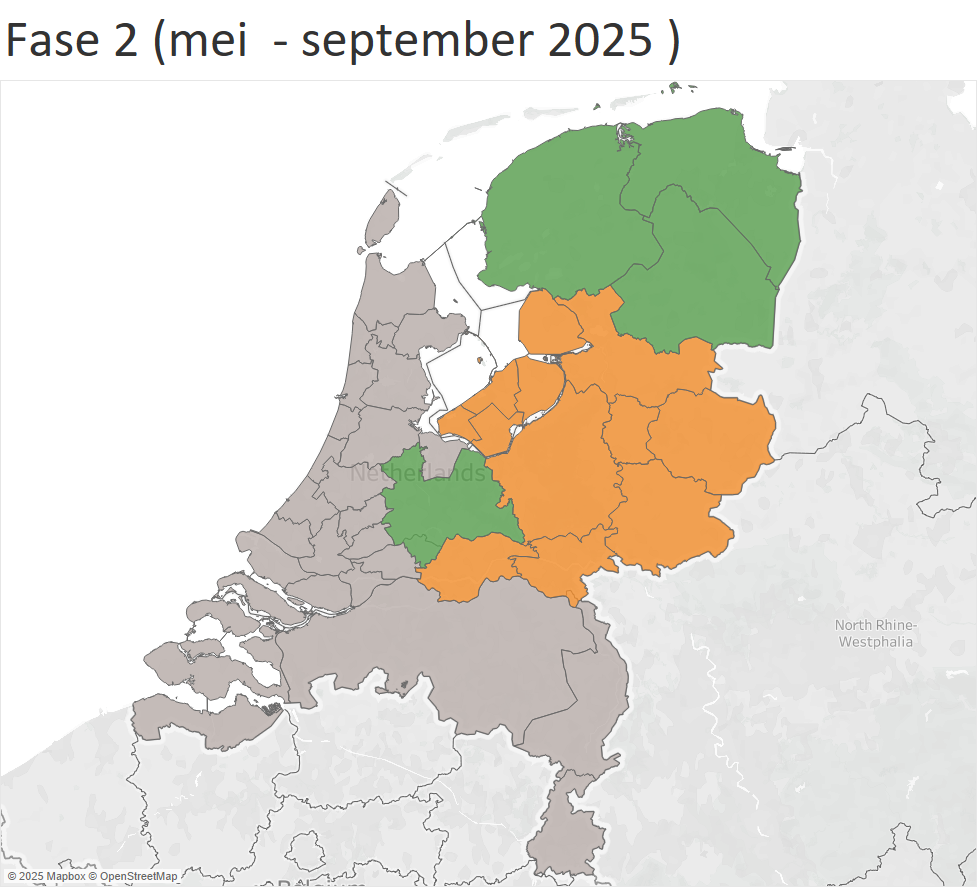 Fase 2 (mei  - september 2025 )
Netherlands
North Rhine-
Westphalia
© 2025 Mapbox © OpenStreetMap